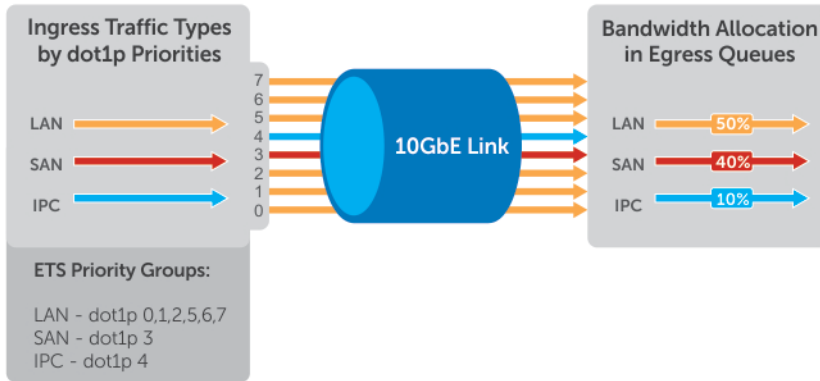 Ingress Traffic Types
by dot1p Priorities
LAN
SAN
IPC
7
6
5
4
3
2
1
0
10GbE Link
Bandwidth Allocation
in Egress Queues
LAN 50%
SAN 40%
IPC 10%
ETS Priority Groups:
LAN - dot1p 0,1,2,5,6,7
SAN - dot1p 3
IPC - dot1p 4